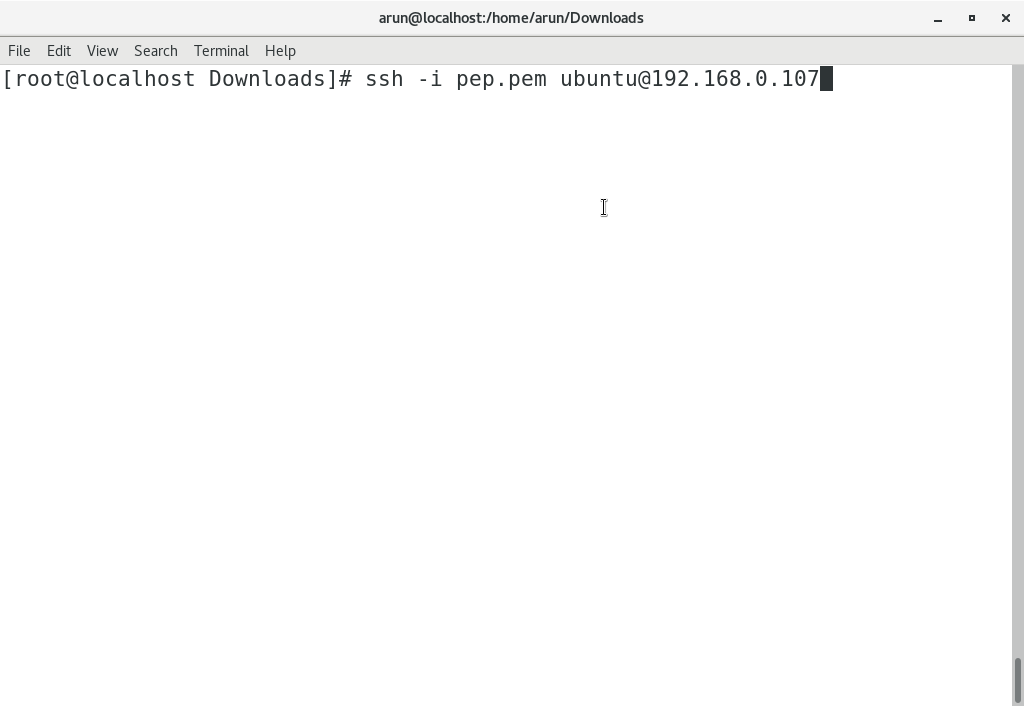 arun@localhost:/home/arun/Downloads
File Edit View Search Terminal Help
[root@localhost Downloads]# ssh -i pep.pem ubuntu@192.168.0.107